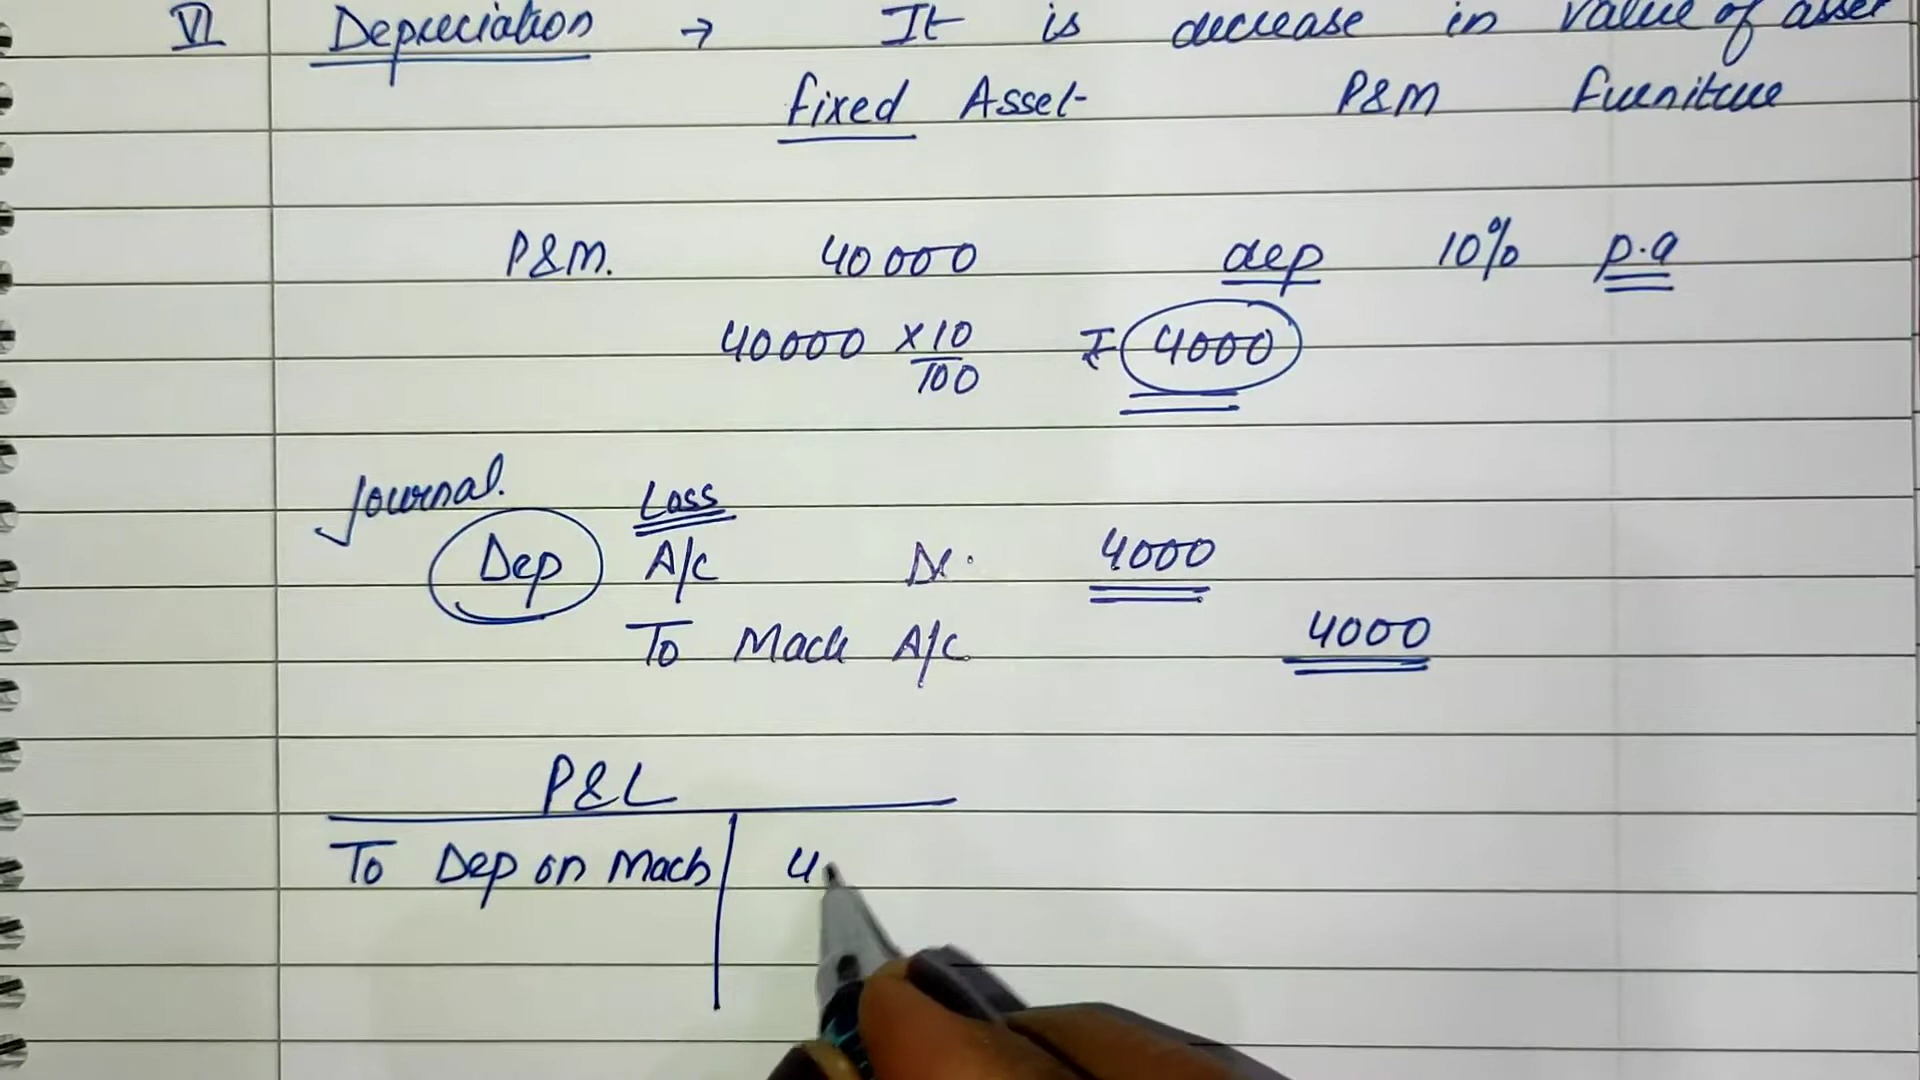 VI Depreciation → It is decrease in value of asset
Fixed Asset P&M Furniture
P&M. 40000 dep 10% p.a
40000 × 10/100 = 4000
Journal.
Loss
Dep A/c Dr. 4000
To Mach A/c 4000
P&L
To Dep on Mach 4